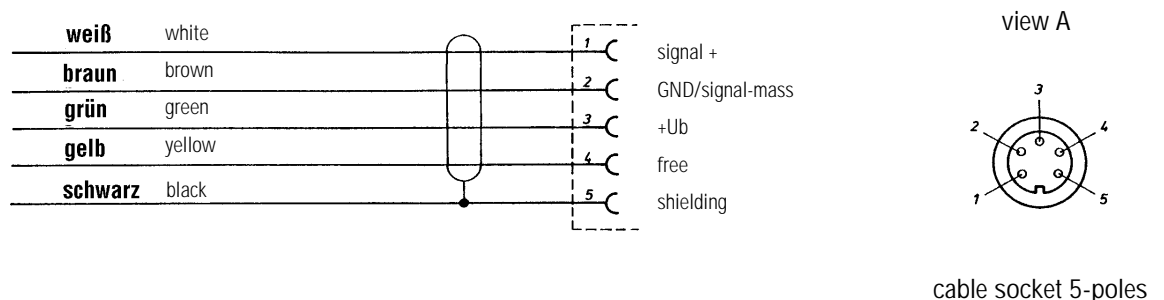 weiß white 1 signal +
braun brown 2 GND/signal-mass
grün green 3 +Ub
gelb yellow 4 free
schwarz black 5 shielding
view A
3
2 4
1 5
cable socket 5-poles